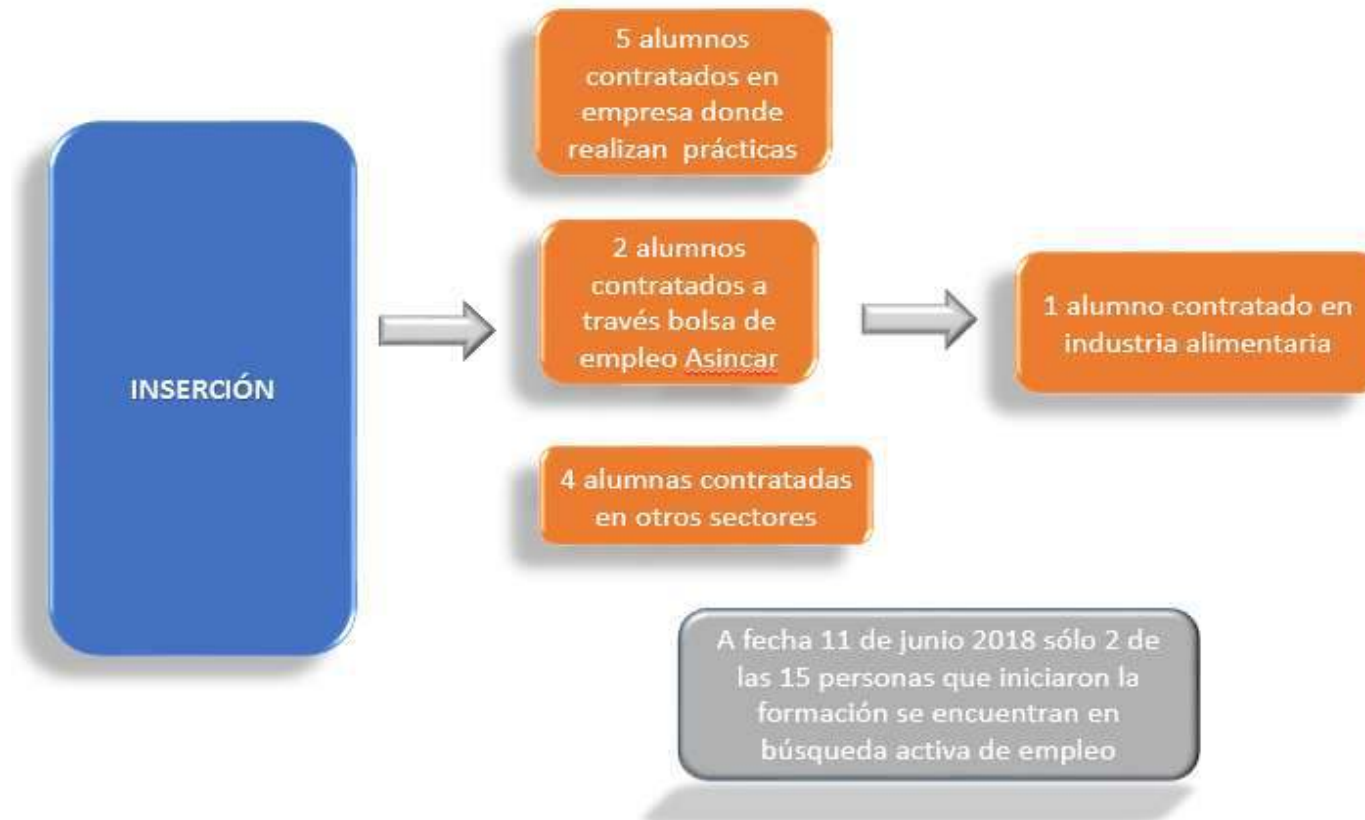 INSERCIÓN
5 alumnos
contratados en
empresa donde
realizan prácticas
2 alumnos
contratados a
través bolsa de
empleo Asincar
4 alumnas contratadas
en otros sectores
1 alumno contratado en
industria alimentaria
A fecha 11 de junio 2018 sólo 2 de
las 15 personas que iniciaron la
formación se encuentran en
búsqueda activa de empleo